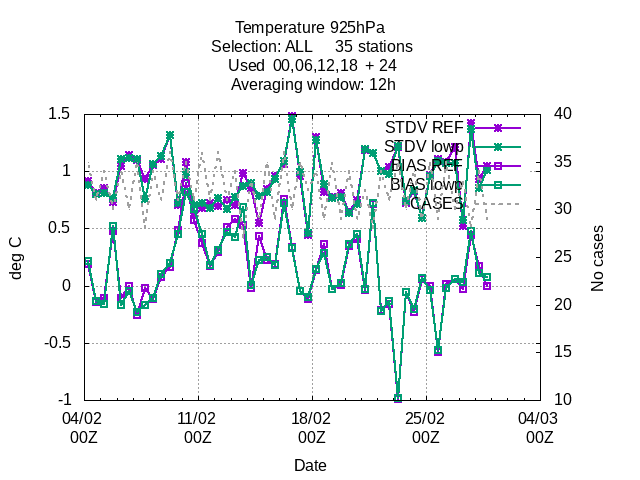 Temperature 925hPa
Selection: ALL     35 stations
Used  00,06,12,18  + 24
Averaging window: 12h
STDV REF
STDV lowp
BIAS REF
BIAS lowp
CASES
1.5
1
0.5
0
-0.5
-1
deg C
40
35
30
25
20
15
10
No cases
04/02 11/02 18/02 25/02 04/03
00Z 00Z 00Z 00Z 00Z
Date